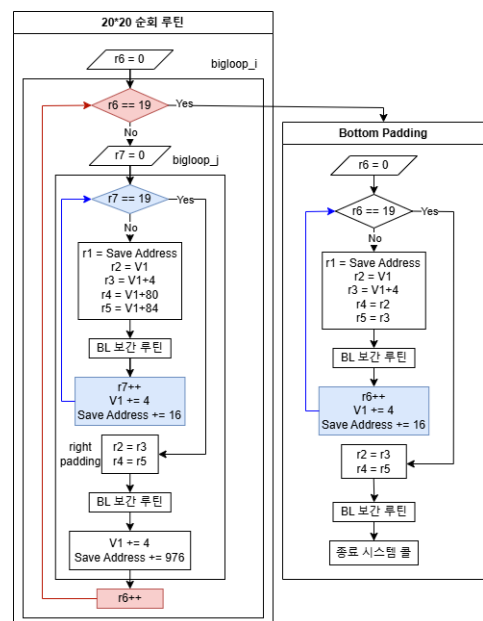 20*20 순회 루틴
r6 = 0
bigloop_i
r6 == 19
Yes
No
r7 = 0
bigloop_j
r7 == 19
Yes
No
r1 = Save Address
r2 = V1
r3 = V1+4
r4 = V1+80
r5 = V1+84
BL 보간 루틴
r7++
V1 += 4
Save Address += 16
right
padding
r2 = r3
r4 = r5
BL 보간 루틴
V1 += 4
Save Address += 976
r6++
Bottom Padding
r6 = 0
r6 == 19
Yes
No
r1 = Save Address
r2 = V1
r3 = V1+4
r4 = r2
r5 = r3
BL 보간 루틴
r6++
V1 += 4
Save Address += 16
r2 = r3
r4 = r5
BL 보간 루틴
종료 시스템 콜